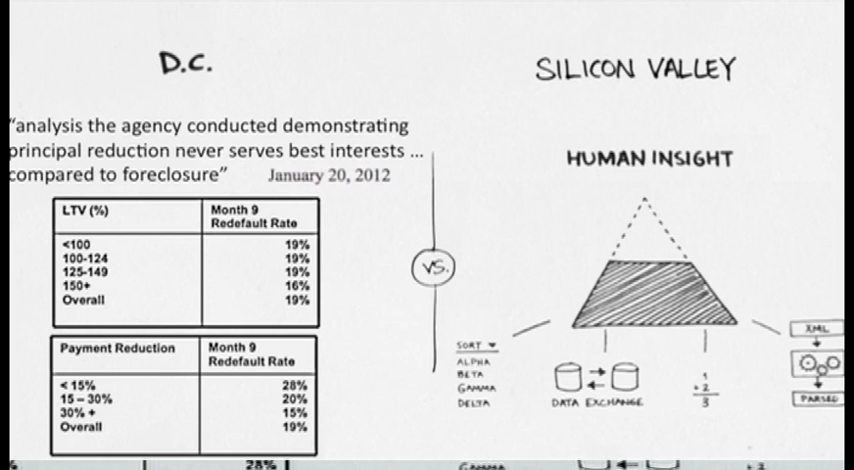 D.C.
"analysis the agency conducted demonstrating
principal reduction never serves best interests ...
compared to foreclosure" January 20, 2012
LTV (%) Month 9
Redefault Rate
<100 19%
100-124 19%
125-149 19%
150+ 16%
Overall 19%
Payment Reduction Month 9
Redefault Rate
< 15% 28%
15 – 30% 20%
30% + 15%
Overall 19%
28%
VS.
SILICON VALLEY
HUMAN INSIGHT
SORT
ALPHA
BETA
GAMMA
DELTA
DATA EXCHANGE
1
+2
3
XML
PARSED
GAMMA
+2